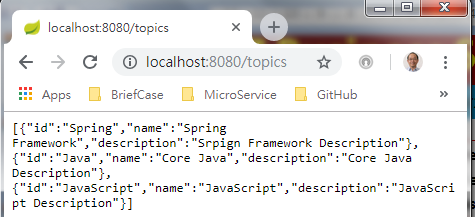 localhost:8080/topics
localhost:8080/topics
Apps BriefCase MicroService GitHub
[{"id":"Spring","name":"Spring
Framework","description":"Srpign Framework Description"},
{"id":"Java","name":"Core Java","description":"Core Java
Description"},
{"id":"JavaScript","name":"JavaScript","description":"JavaScri
pt Description"}]